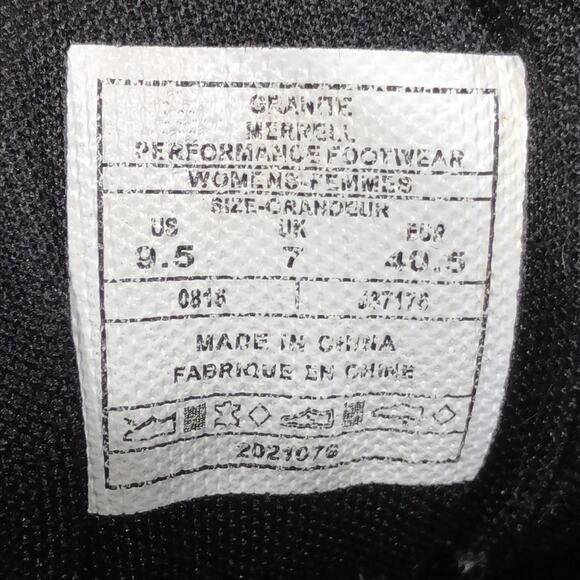 GRANITE
MERRELL
PERFORMANCE FOOTWEAR
WOMENS-FEMMES
SIZE-GRANDEUR
US UK EUR
9.5 7 40.5
0816 J37176
MADE IN CHINA
FABRIQUE EN CHINE
2021076